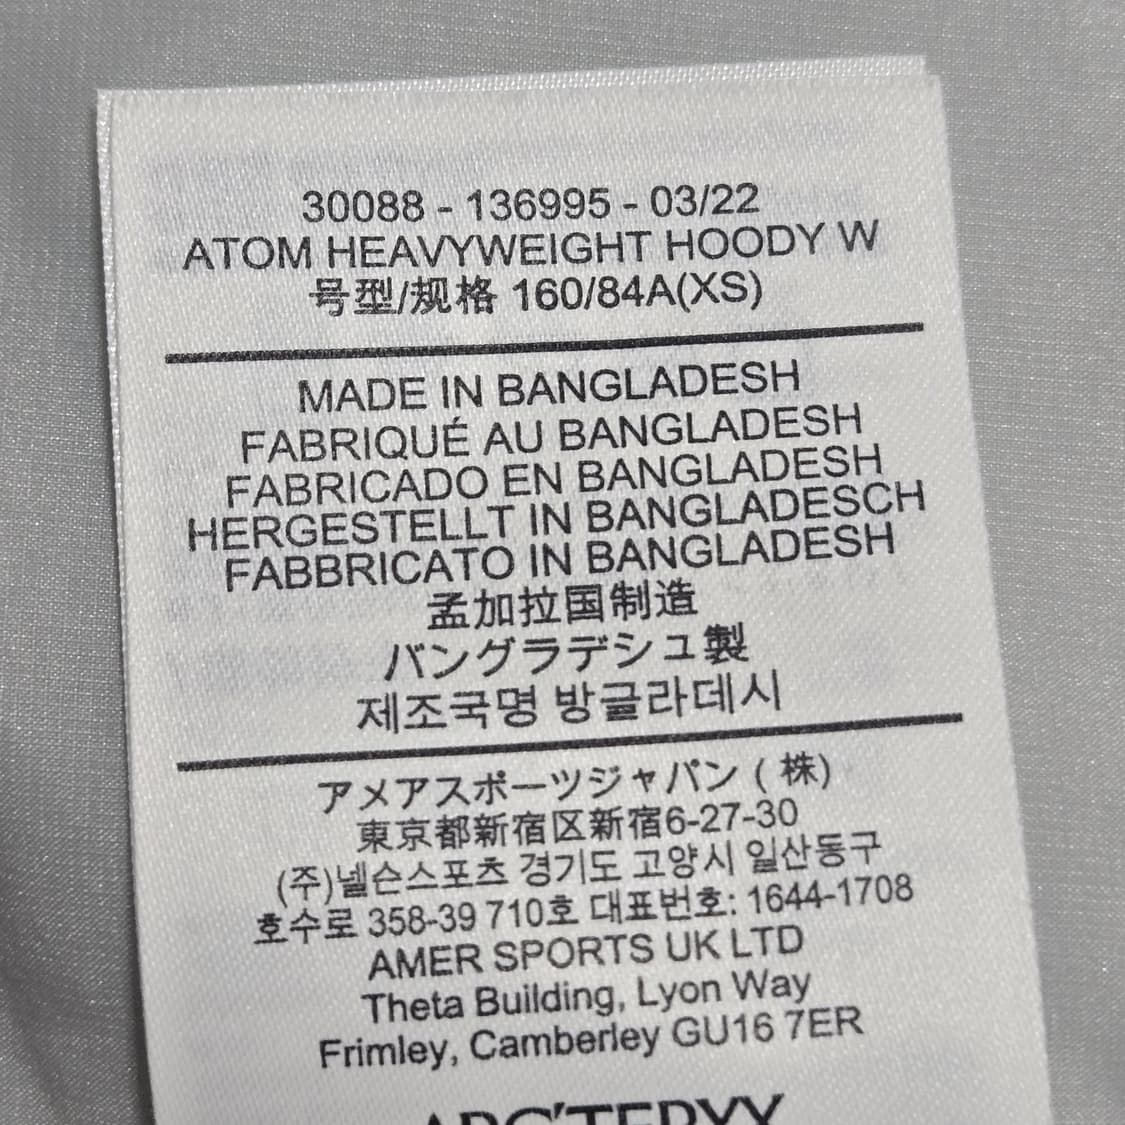 30088 - 136995 - 03/22
ATOM HEAVYWEIGHT HOODY W
号型/规格 160/84A(XS)
MADE IN BANGLADESH
FABRIQUÉ AU BANGLADESH
FABRICADO EN BANGLADESH
HERGESTELLT IN BANGLADESCH
FABBRICATO IN BANGLADESH
孟加拉国制造
バングラデシュ製
제조국명 방글라데시
アメアスポーツジャパン ( 株)
東京都新宿区新宿6-27-30
(주)넬슨스포츠 경기도 고양시 일산동구
호수로 358-39 710호 대표번호: 1644-1708
AMER SPORTS UK LTD
Theta Building, Lyon Way
Frimley, Camberley GU16 7ER
ARC'TERYX